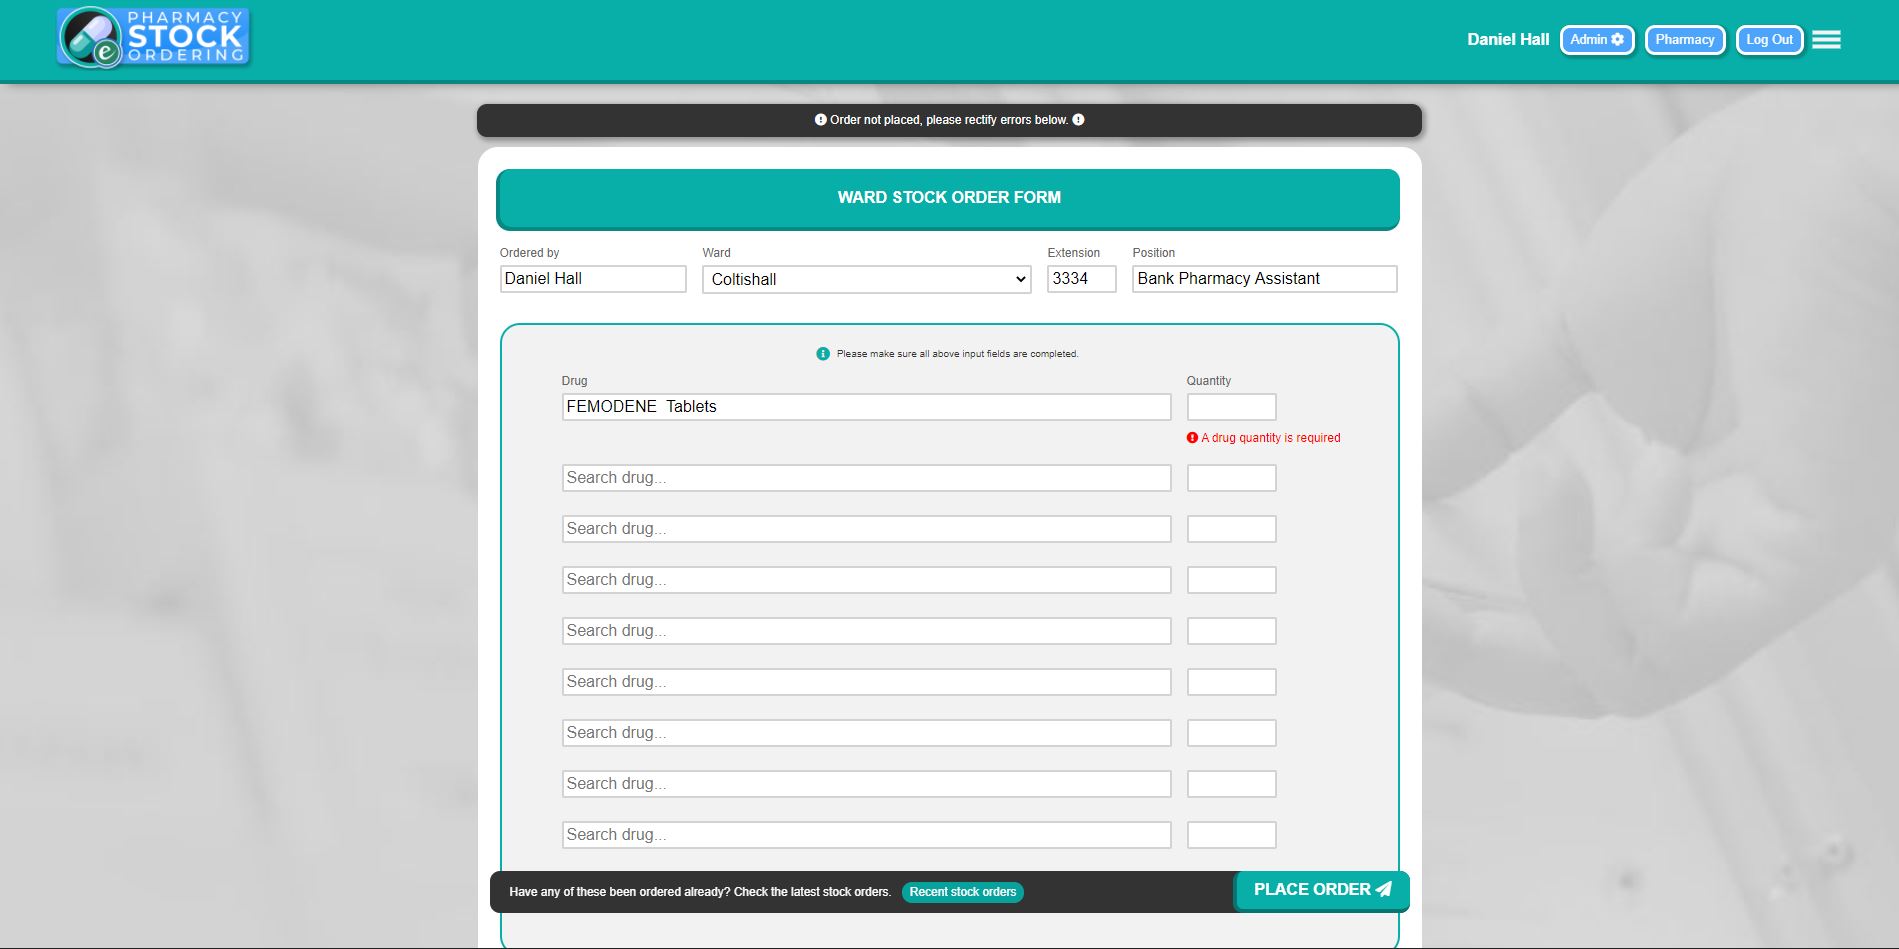 PHARMACY
STOCK
ORDERING
e
Daniel Hall
Admin
Pharmacy
Log Out
Order not placed, please rectify errors below.
WARD STOCK ORDER FORM
Ordered by
Ward
Extension
Position
Daniel Hall
Coltishall
3334
Bank Pharmacy Assistant
Please make sure all above input fields are completed.
Drug
Quantity
FEMODENE  Tablets
A drug quantity is required
Search drug...
Search drug...
Search drug...
Search drug...
Search drug...
Search drug...
Search drug...
Search drug...
Have any of these been ordered already? Check the latest stock orders.
Recent stock orders
PLACE ORDER